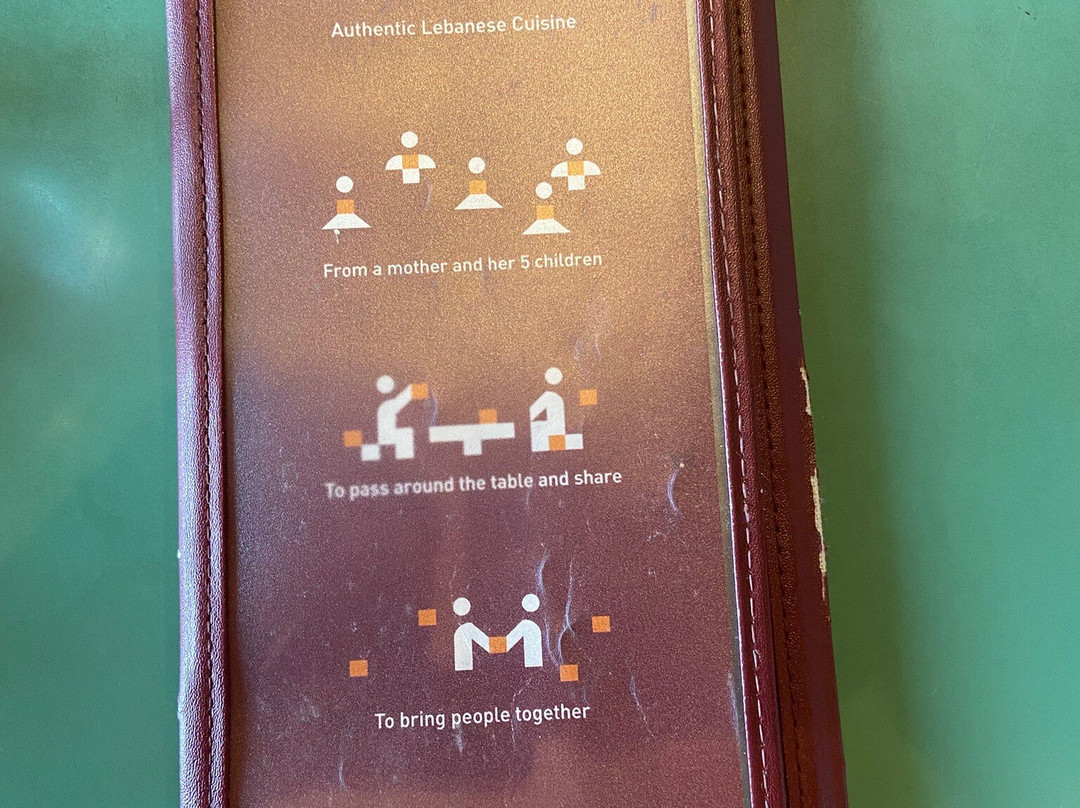 Authentic Lebanese Cuisine
From a mother and her 5 children
To pass around the table and share
To bring people together